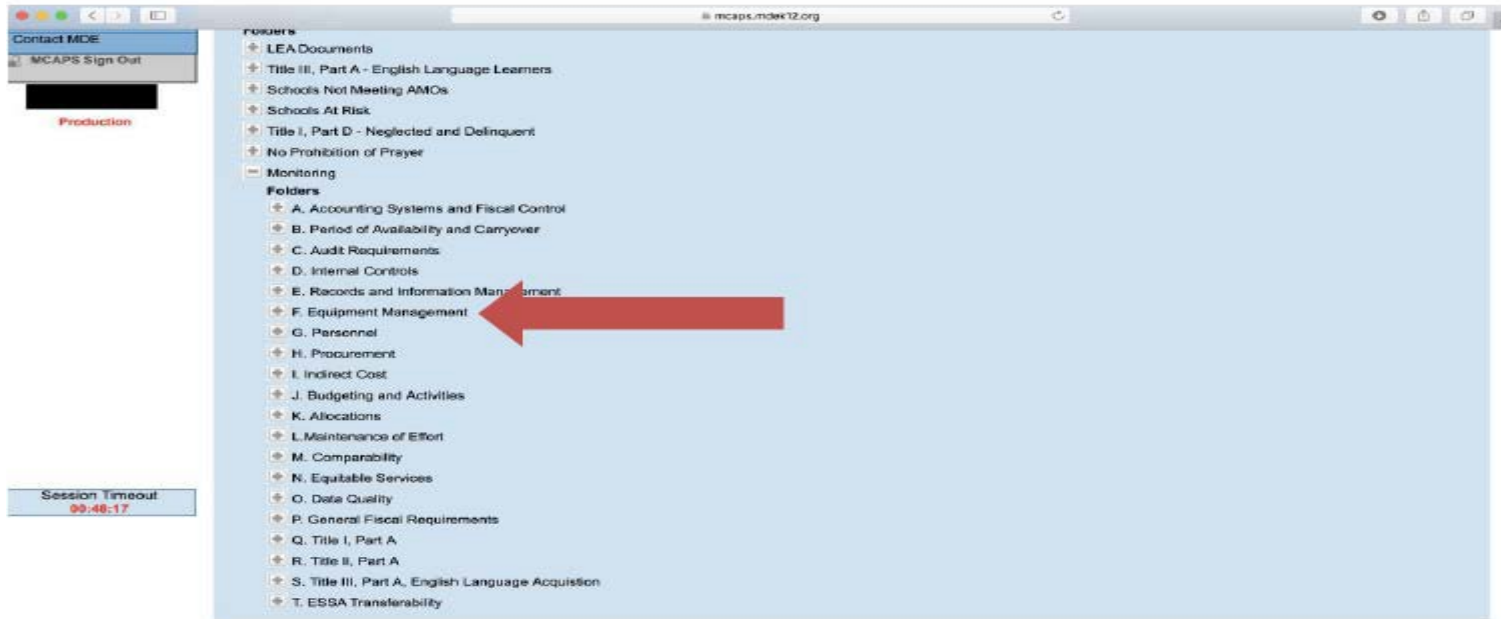 mcaps.mdek12.org
Contact MDE
MCAPS Sign Out
Production
Session Timeout
00:48:17
Folders
LEA Documents
Title III, Part A - English Language Learners
Schools Not Meeting AMOs
Schools At Risk
Title I, Part D - Neglected and Delinquent
No Prohibition of Prayer
Monitoring
Folders
A. Accounting Systems and Fiscal Control
B. Period of Availability and Carryover
C. Audit Requirements
D. Internal Controls
E. Records and Information
F. Equipment Management
G. Personnel
H. Procurement
I. Indirect Cost
J. Budgeting and Activities
K. Allocations
L.Maintenance of Effort
M. Comparability
N. Equitable Services
O. Data Quality
P. General Fiscal Requirements
Q. Title I, Part A
R. Title II, Part A
S. Title III, Part A, English Language Acquistion
T. ESSA Transferability